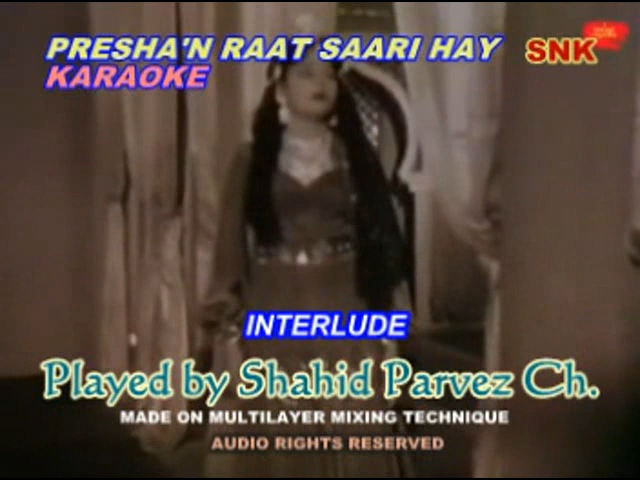 PRESHA'N RAAT SAARI HAY SNK
KARAOKE
INTERLUDE
Played by Shahid Parvez Ch.
MADE ON MULTILAYER MIXING TECHNIQUE
AUDIO RIGHTS RESERVED